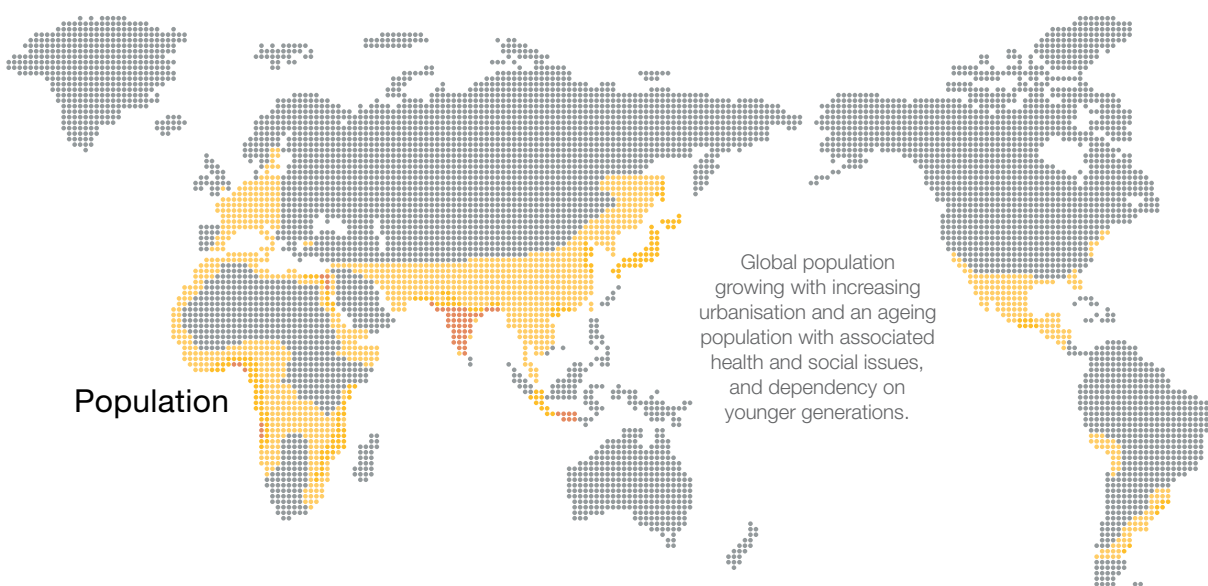 Population
Global population
growing with increasing
urbanisation and an ageing
population with associated
health and social issues,
and dependency on
younger generations.